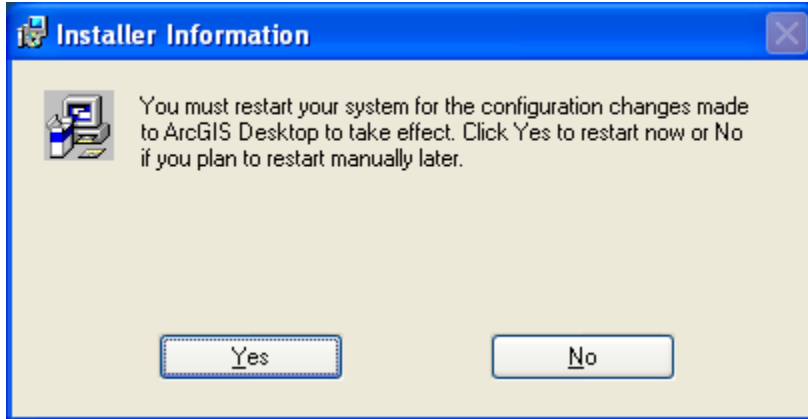 Installer Information
You must restart your system for the configuration changes made
to ArcGIS Desktop to take effect. Click Yes to restart now or No
if you plan to restart manually later.
Yes
No